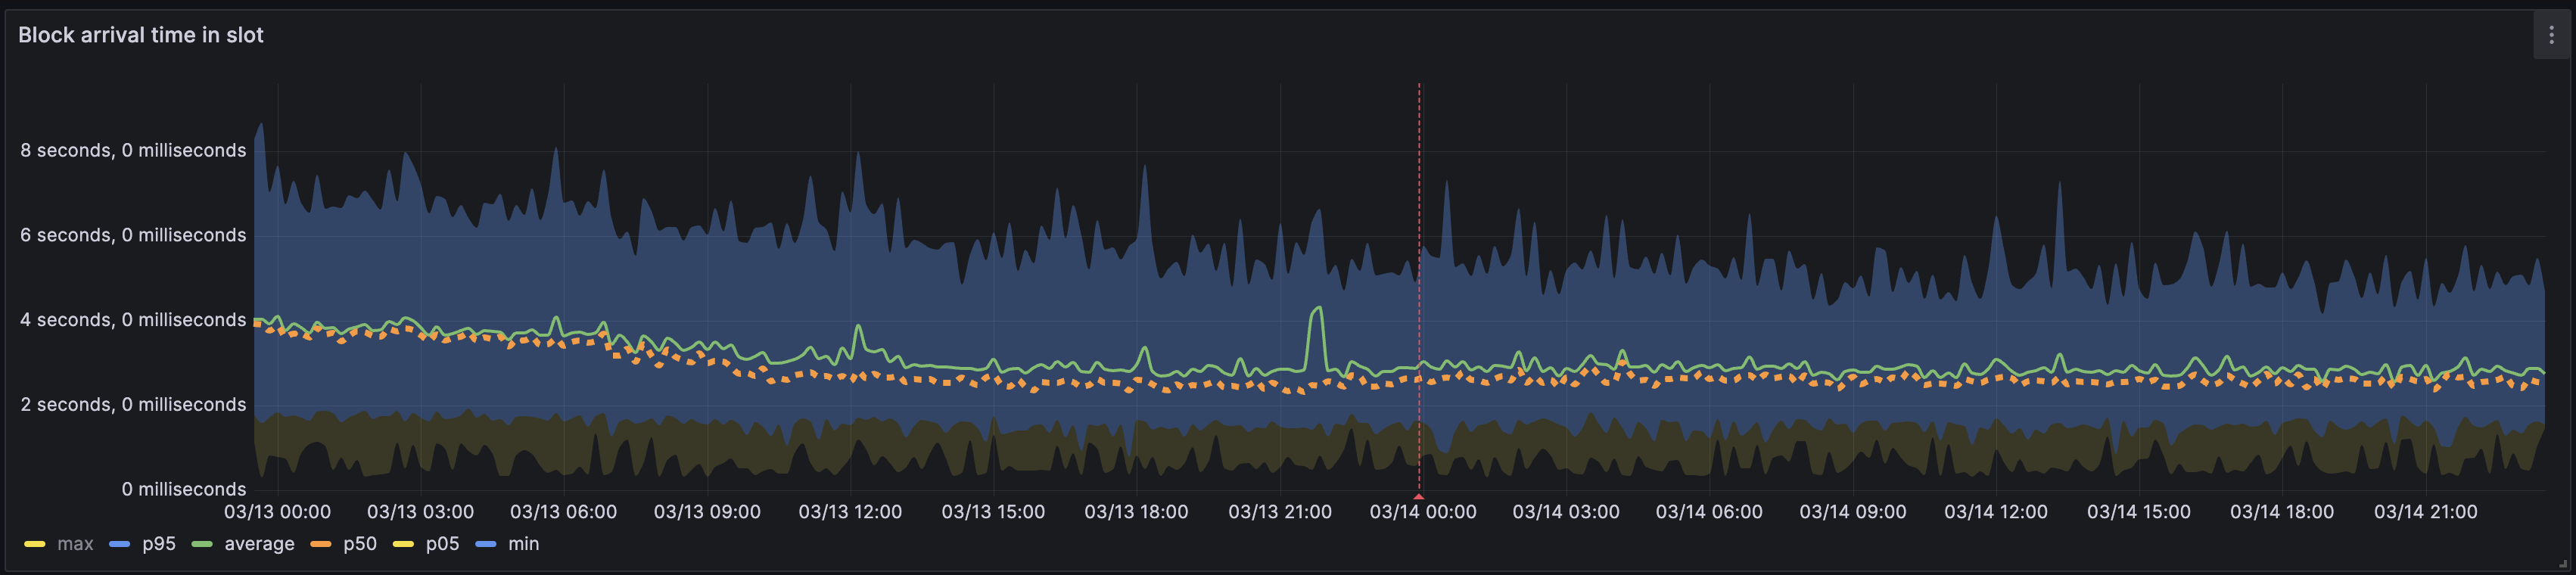 Block arrival time in slot
8 seconds, 0 milliseconds
6 seconds, 0 milliseconds
4 seconds, 0 milliseconds
2 seconds, 0 milliseconds
0 milliseconds
03/13 00:00 03/13 03:00 03/13 06:00 03/13 09:00 03/13 12:00 03/13 15:00 03/13 18:00 03/13 21:00 03/14 00:00 03/14 03:00 03/14 06:00 03/14 09:00 03/14 12:00 03/14 15:00 03/14 18:00 03/14 21:00
max p95 average p50 p05 min